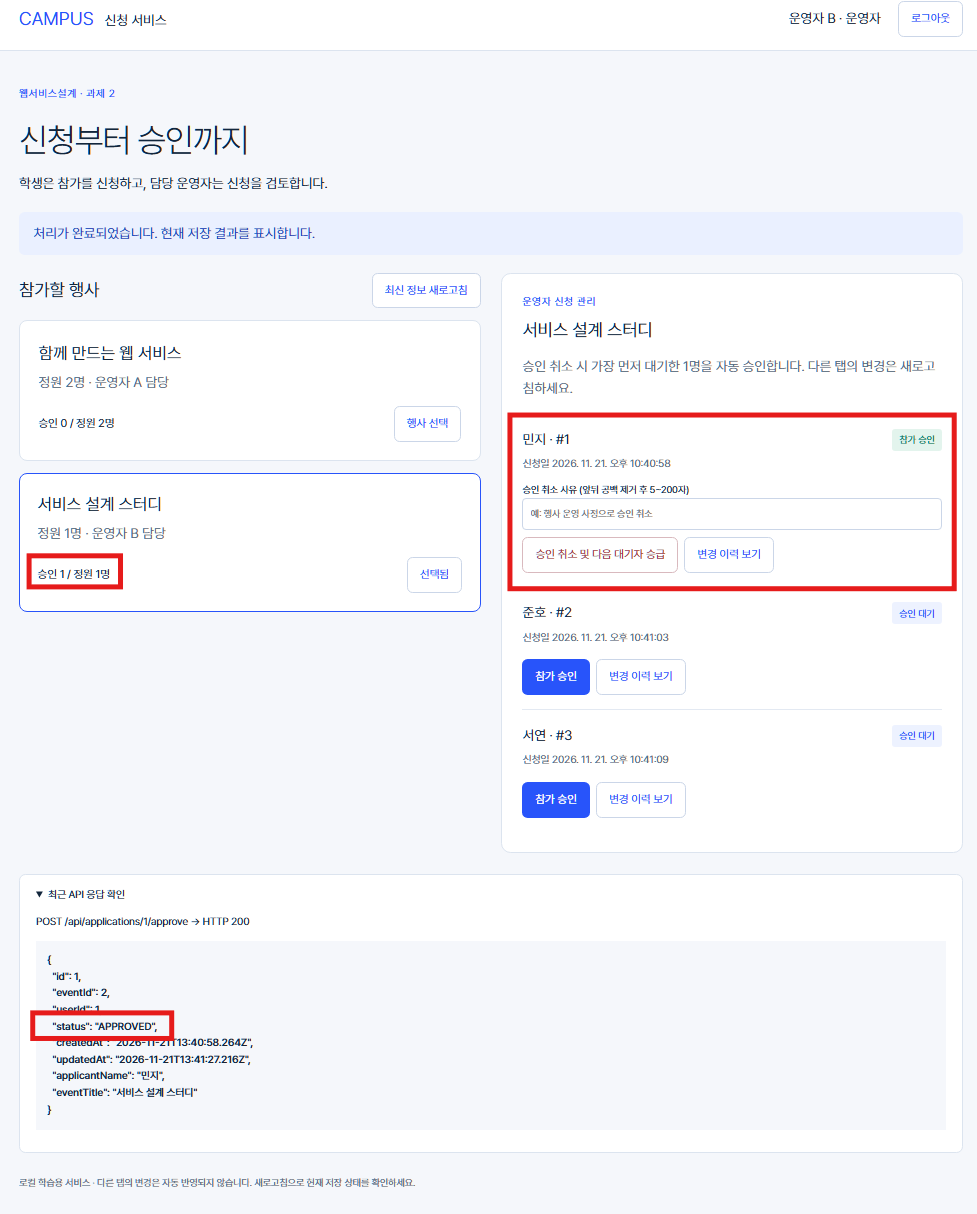 CAMPUS 신청 서비스
운영자 B · 운영자
로그아웃
웹서비스설계 · 과제 2
신청부터 승인까지
학생은 참가를 신청하고, 담당 운영자는 신청을 검토합니다.
처리가 완료되었습니다. 현재 저장 결과를 표시합니다.
참가할 행사
최신 정보 새로고침
함께 만드는 웹 서비스
정원 2명 · 운영자 A 담당
승인 0 / 정원 2명
행사 선택
서비스 설계 스터디
정원 1명 · 운영자 B 담당
승인 1 / 정원 1명
선택됨
운영자 신청 관리
서비스 설계 스터디
승인 취소 시 가장 먼저 대기한 1명을 자동 승인합니다. 다른 탭의 변경은 새로고
침하세요.
민지 · #1
참가 승인
신청일 2026. 11. 21. 오후 10:40:58
승인 취소 사유 (앞뒤 공백 제거 후 5~200자)
예: 행사 운영 사정으로 승인 취소
승인 취소 및 다음 대기자 승급
변경 이력 보기
준호 · #2
승인 대기
신청일 2026. 11. 21. 오후 10:41:03
참가 승인
변경 이력 보기
서연 · #3
승인 대기
신청일 2026. 11. 21. 오후 10:41:09
참가 승인
변경 이력 보기
▼ 최근 API 응답 확인
POST /api/applications/1/approve → HTTP 200
{
"id": 1,
"eventId": 2,
"userId": 1,
"status": "APPROVED",
"createdAt": "2026-11-21T13:40:58.264Z",
"updatedAt": "2026-11-21T13:41:27.216Z",
"applicantName": "민지",
"eventTitle": "서비스 설계 스터디"
}
로컬 학습용 서비스 · 다른 탭의 변경은 자동 반영되지 않습니다. 새로고침으로 현재 저장 상태를 확인하세요.